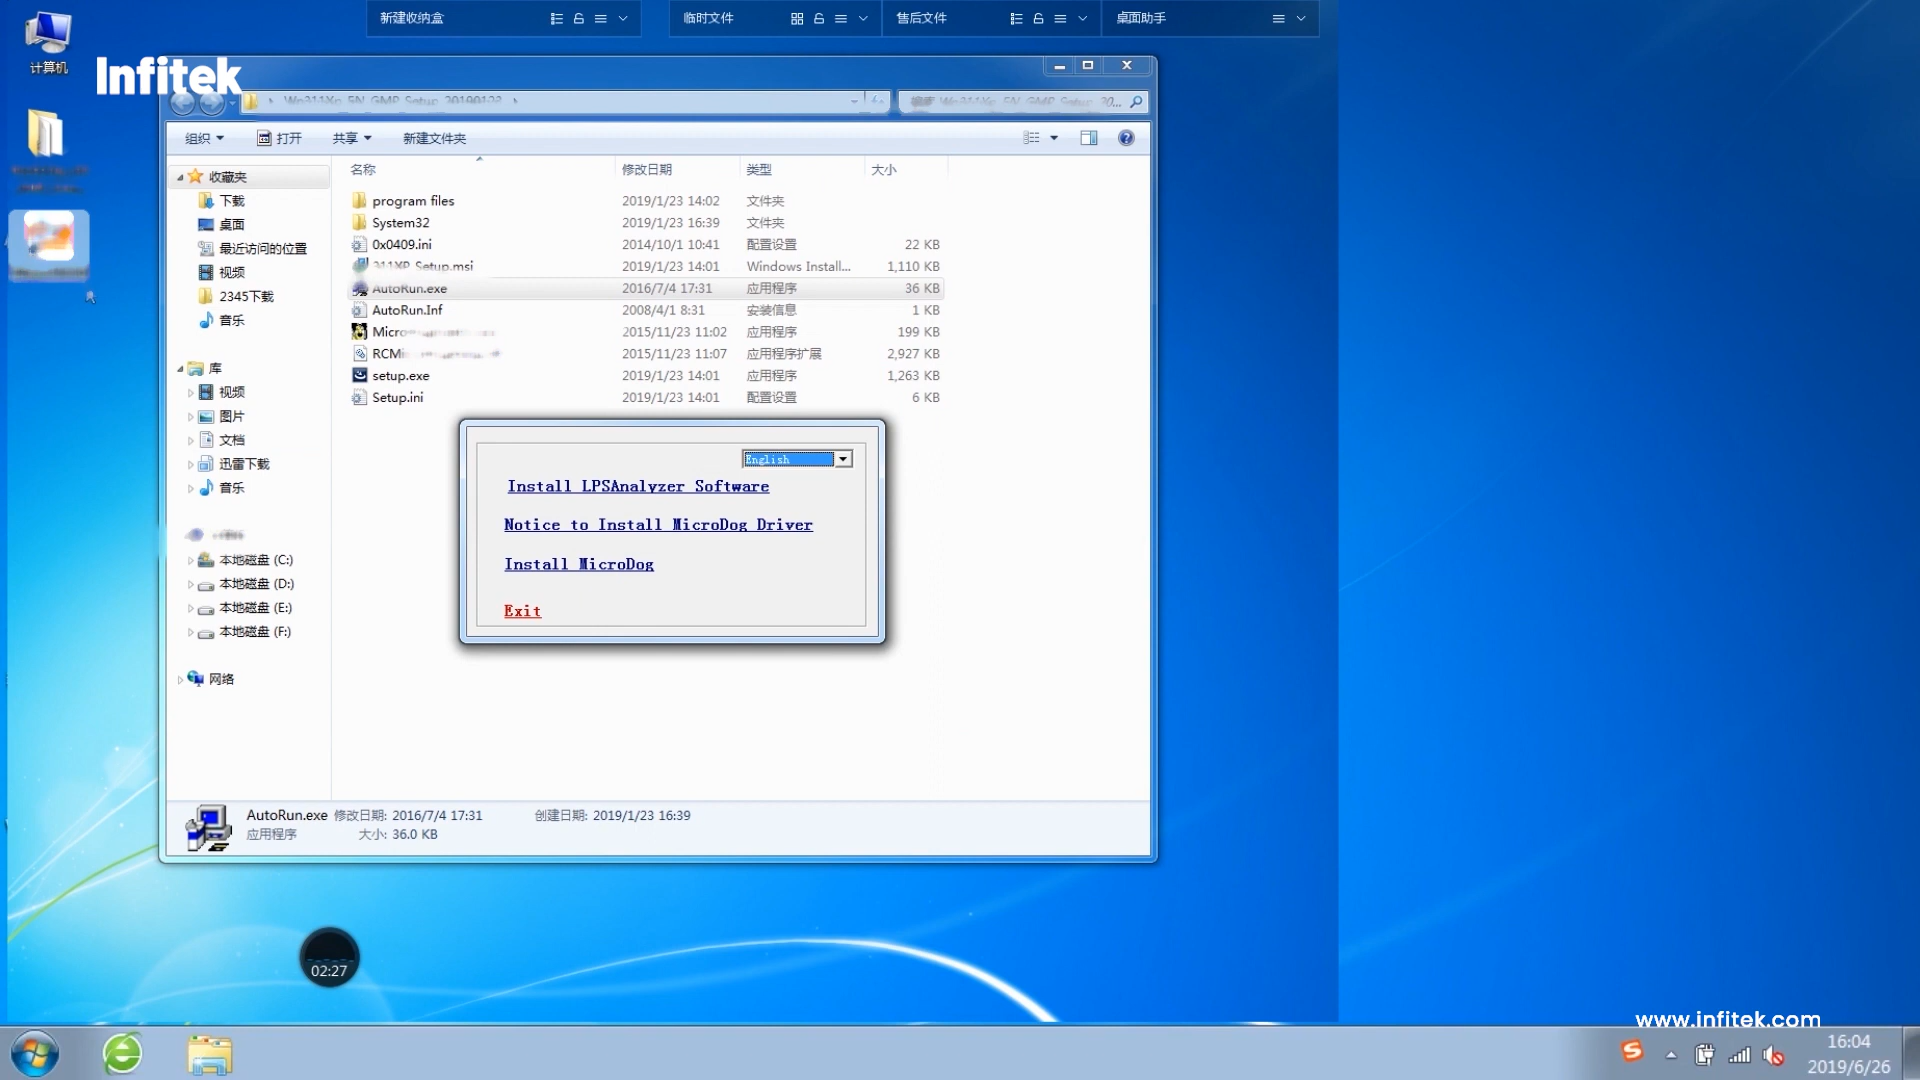 新建收纳盒
临时文件
售后文件
桌面助手
计算机
Infitek
组织
打开
共享
新建文件夹
名称
修改日期
类型
大小
收藏夹
下载
桌面
最近访问的位置
视频
2345下载
音乐
库
视频
图片
文档
迅雷下载
音乐
本地磁盘 (C:)
本地磁盘 (D:)
本地磁盘 (E:)
本地磁盘 (F:)
网络
program files 2019/1/23 14:02 文件夹
System32 2019/1/23 16:39 文件夹
0x0409.ini 2014/10/1 10:41 配置设置 22 KB
311XP Setup.msi 2019/1/23 14:01 Windows Install... 1,110 KB
AutoRun.exe 2016/7/4 17:31 应用程序 36 KB
AutoRun.Inf 2008/4/1 8:31 安装信息 1 KB
Micro 2015/11/23 11:02 应用程序 199 KB
RCMi 2015/11/23 11:07 应用程序扩展 2,927 KB
setup.exe 2019/1/23 14:01 应用程序 1,263 KB
Setup.ini 2019/1/23 14:01 配置设置 6 KB
English
Install LPSAnalyzer Software
Notice to Install MicroDog Driver
Install MicroDog
Exit
AutoRun.exe 修改日期: 2016/7/4 17:31 创建日期: 2019/1/23 16:39
应用程序 大小: 36.0 KB
02:27
www.infitek.com
16:04
2019/6/26